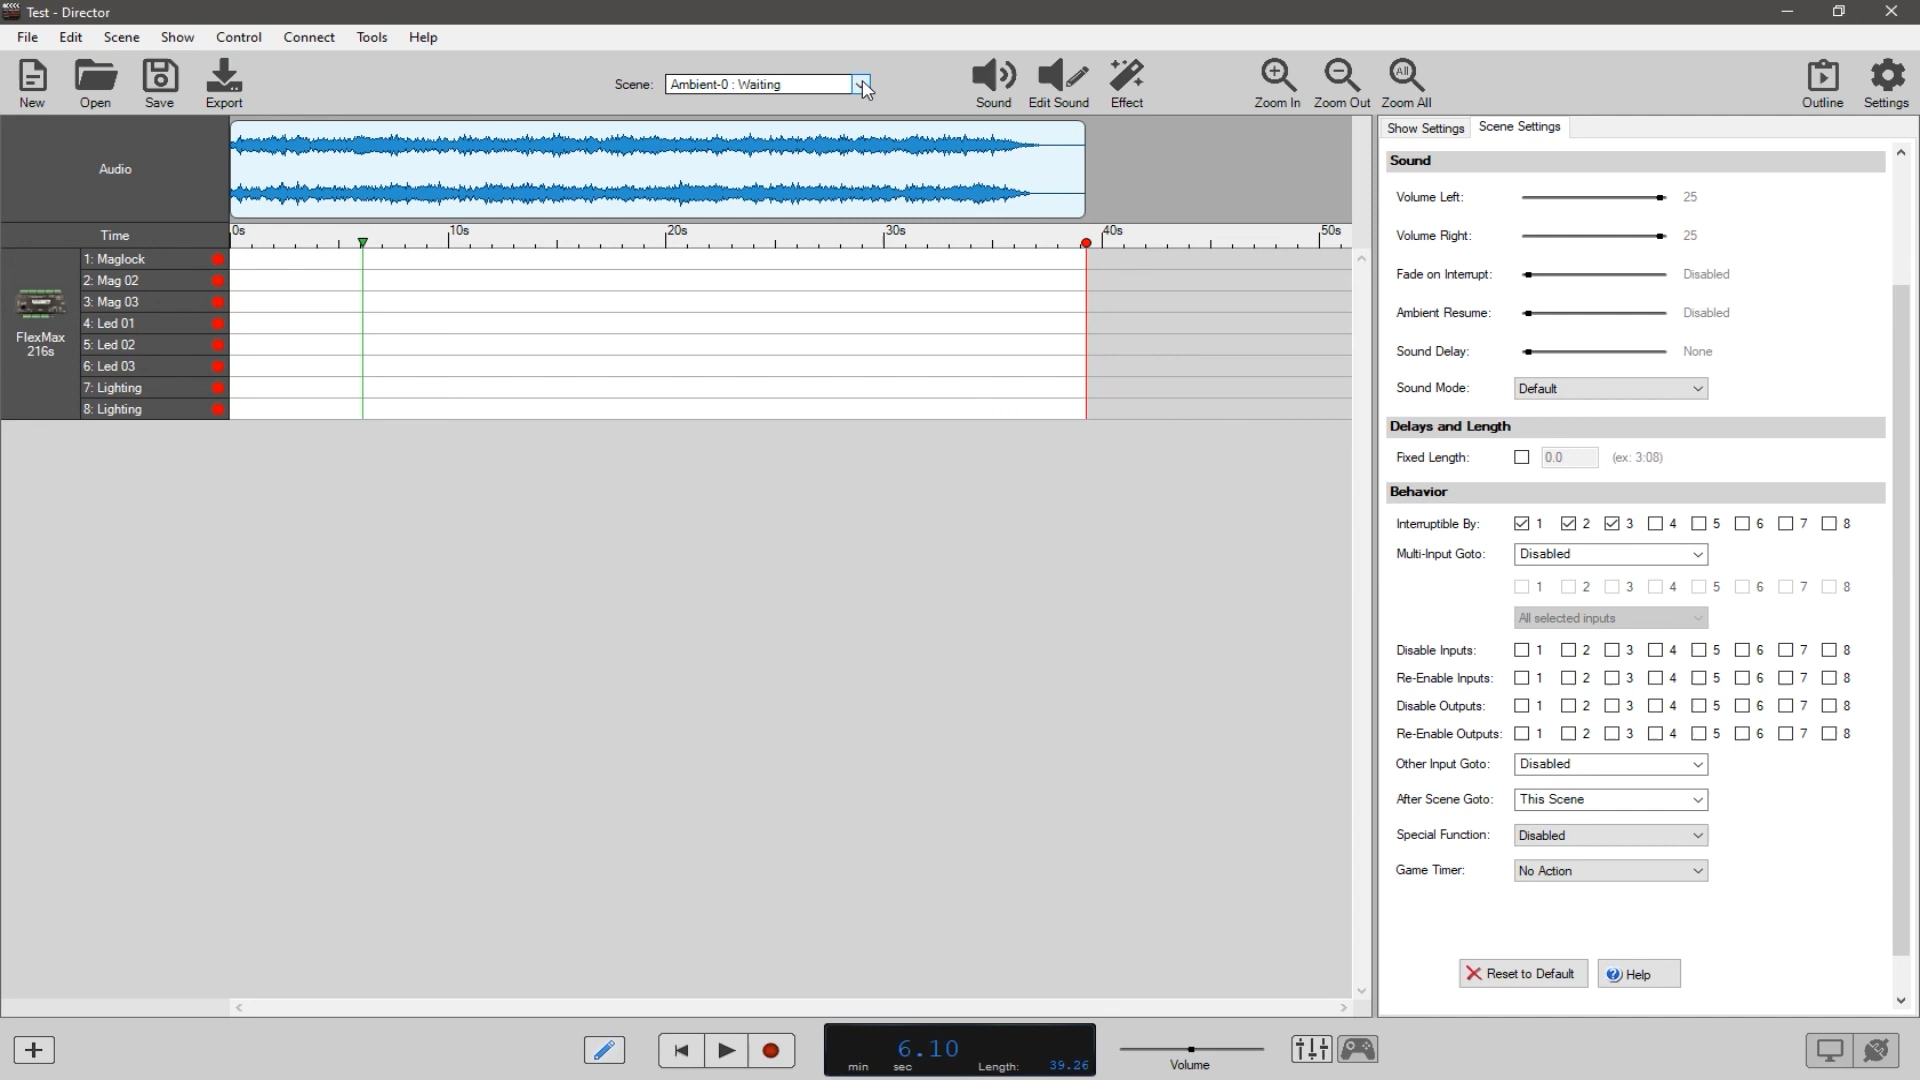 Test - Director
File Edit Scene Show Control Connect Tools Help
New Open Save Export
Scene: Ambient-0 : Waiting
Sound Edit Sound Effect
All
Zoom In Zoom Out Zoom All
Outline Settings
Audio
Time
0s 10s 20s 30s 40s 50s
FlexMax
216s
1: Maglock
2: Mag 02
3: Mag 03
4: Led 01
5: Led 02
6: Led 03
7: Lighting
8: Lighting
Show Settings Scene Settings
Sound
Volume Left: 25
Volume Right: 25
Fade on Interrupt: Disabled
Ambient Resume: Disabled
Sound Delay: None
Sound Mode: Default
Delays and Length
Fixed Length: 0.0 (ex: 3:08)
Behavior
Interruptible By: 1 2 3 4 5 6 7 8
Multi-Input Goto: Disabled
1 2 3 4 5 6 7 8
All selected inputs
Disable Inputs: 1 2 3 4 5 6 7 8
Re-Enable Inputs: 1 2 3 4 5 6 7 8
Disable Outputs: 1 2 3 4 5 6 7 8
Re-Enable Outputs: 1 2 3 4 5 6 7 8
Other Input Goto: Disabled
After Scene Goto: This Scene
Special Function: Disabled
Game Timer: No Action
Reset to Default Help
6.10
min sec Length: 39.26
Volume